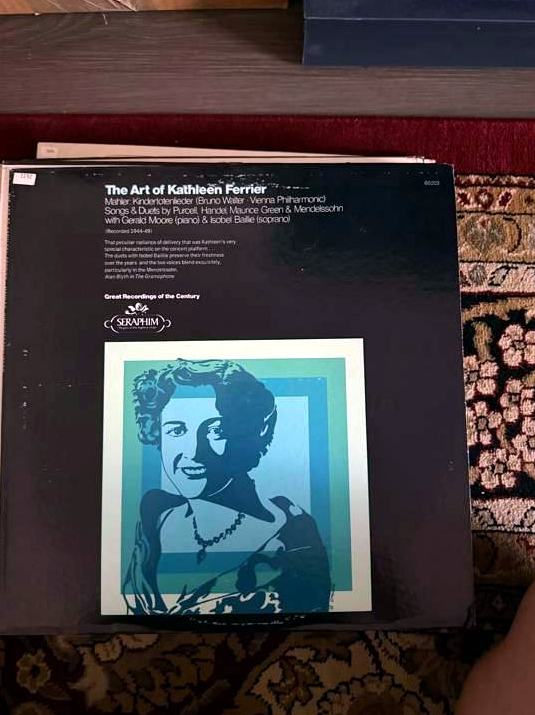 1252
60203
The Art of Kathleen Ferrier
Mahler: Kindertotenlieder (Bruno Walter · Vienna Philharmonic)
Songs & Duets by Purcell, Handel, Maurice Green & Mendelssohn
with Gerald Moore (piano) & Isobel Baillie (soprano)
(Recorded 1944-49)
That peculiar radiance of delivery that was Kathleen's very
special characteristic on the concert platform . . .
The duets with Isobel Baillie preserve their freshness
over the years and the two voices blend exquisitely,
particularly in the Mendelssohn.
Alan Blyth in The Gramophone
Great Recordings of the Century
SERAPHIM